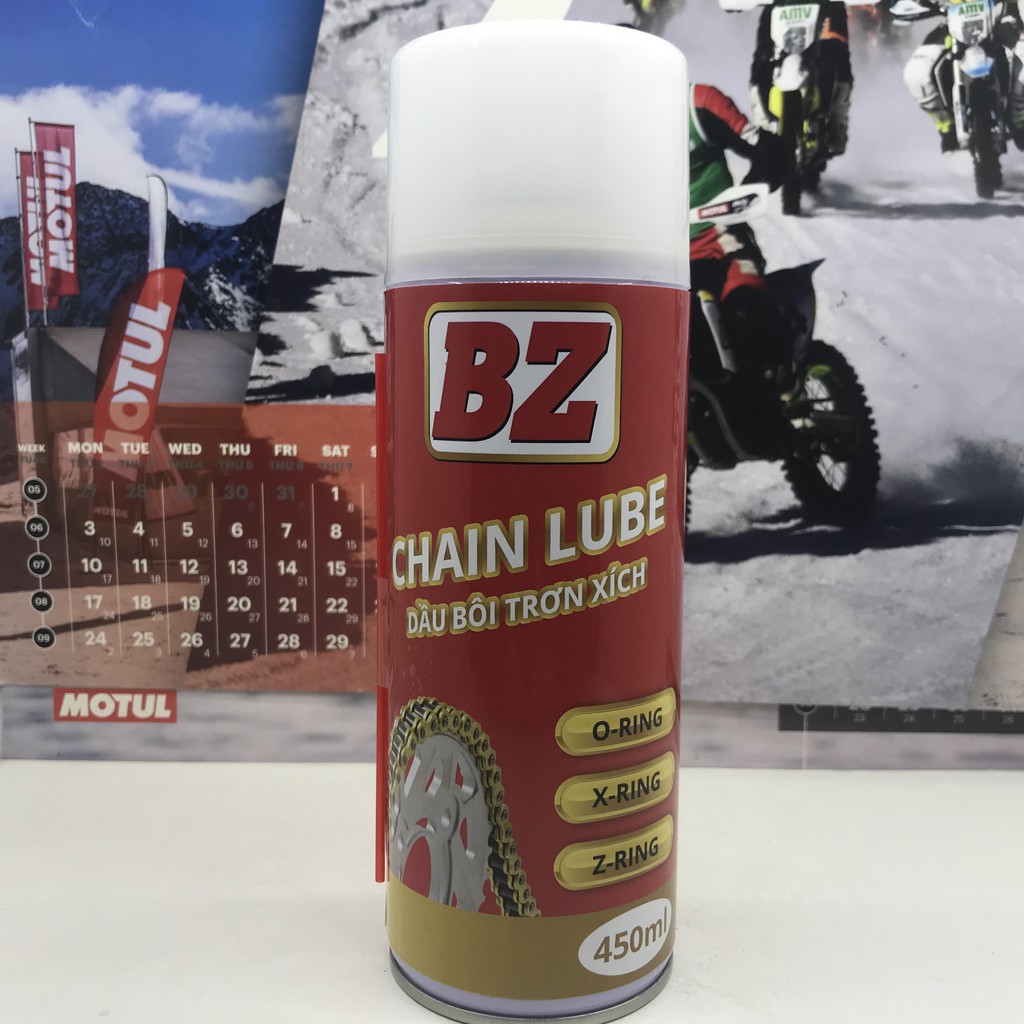 BZ
CHAIN LUBE
DẦU BÔI TRƠN XÍCH
O-RING
X-RING
Z-RING
450ml
MOTUL
MOTUL
WEEK MON TUE WED THU FRI SAT
05 27 28 29 30 31 1
06 3 4 5 6 7 8
07 10 11 12 13 14 15
08 17 18 19 20 21 22
09 24 25 26 27 28 29
MOTUL
MOTUL
AMV
AMV